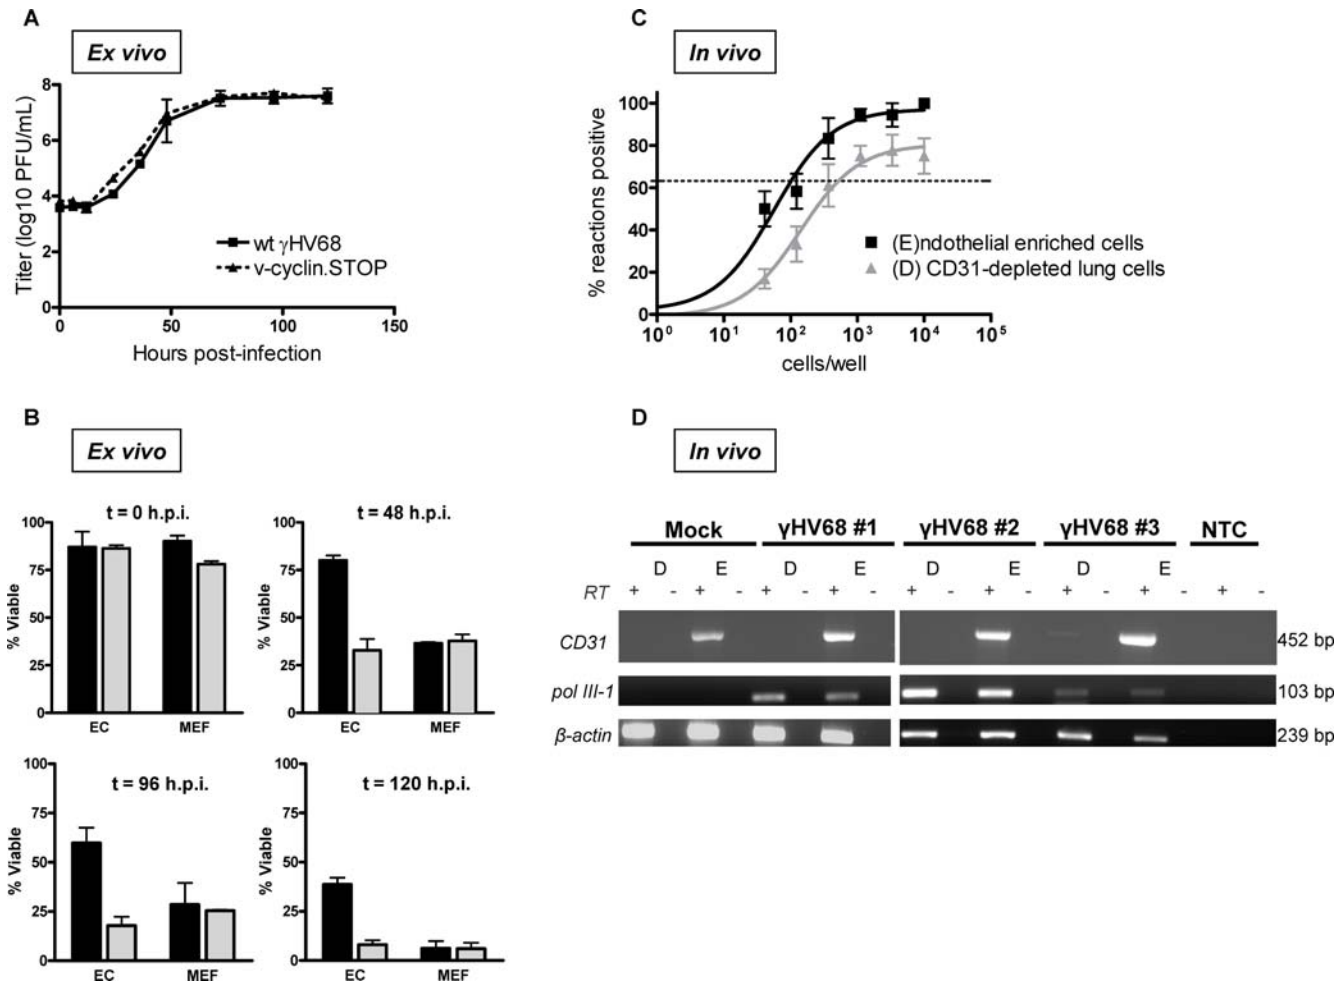 A
Ex vivo
Titer (log10 PFU/mL)
8
6
4
2
0
0
50
100
150
wt γHV68
v-cyclin.STOP
Hours post-infection
C
In vivo
% reactions positive
100
80
60
40
20
0
10⁰
10¹
10²
10³
10⁴
10⁵
(E)ndothelial enriched cells
(D) CD31-depleted lung cells
cells/well
B
Ex vivo
t = 0 h.p.i.
% Viable
100
75
50
25
0
EC
MEF
t = 48 h.p.i.
% Viable
100
75
50
25
0
EC
MEF
t = 96 h.p.i.
% Viable
100
75
50
25
0
EC
MEF
t = 120 h.p.i.
% Viable
100
75
50
25
0
EC
MEF
D
In vivo
Mock γHV68 #1 γHV68 #2 γHV68 #3 NTC
D E D E D E D E
RT + - + - + - + - + - + - + - + - + -
CD31 452 bp
pol III-1 103 bp
β-actin 239 bp